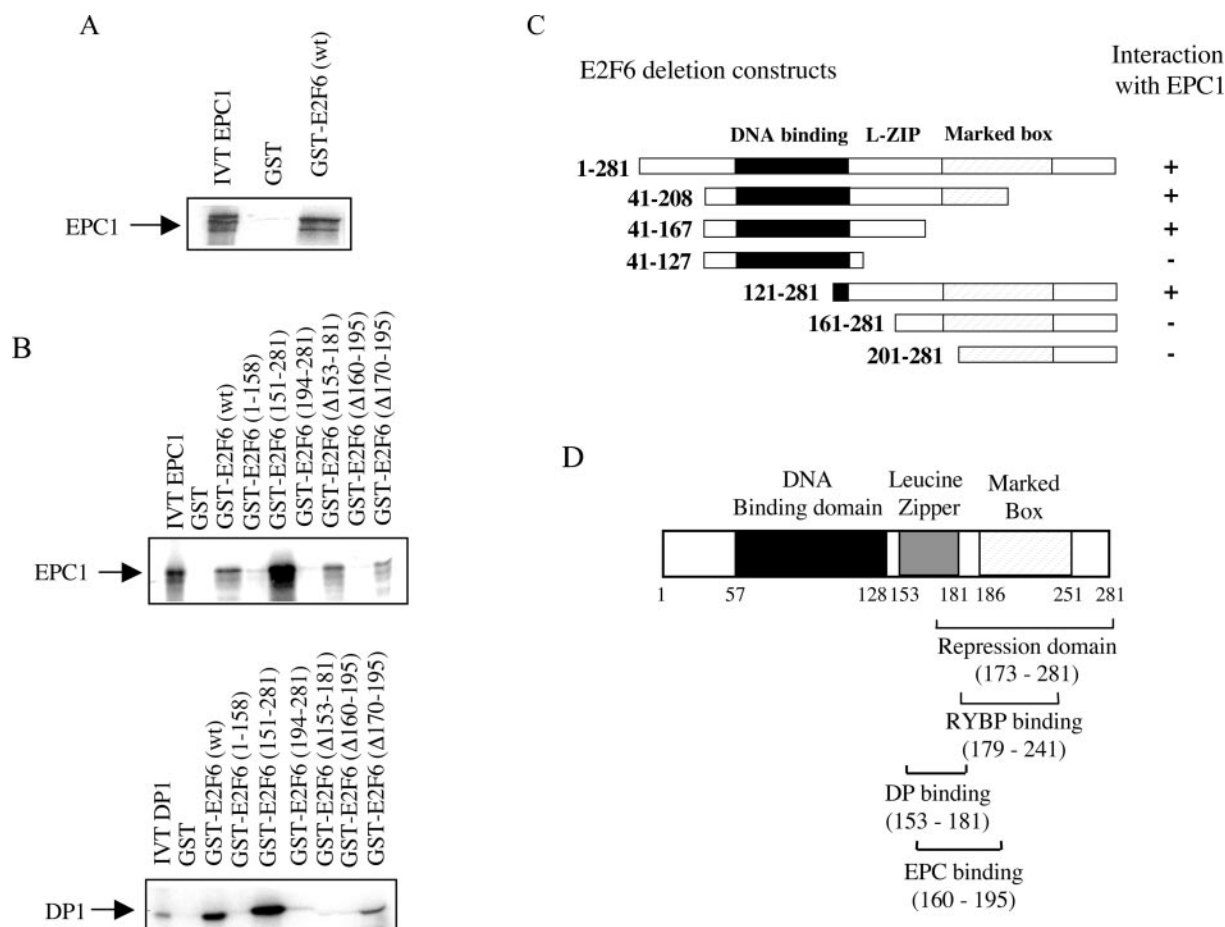 A
IVT EPC1
GST
GST-E2F6 (wt)
EPC1
B
IVT EPC1
GST
GST-E2F6 (wt)
GST-E2F6 (1-158)
GST-E2F6 (151-281)
GST-E2F6 (194-281)
GST-E2F6 (Δ153-181)
GST-E2F6 (Δ160-195)
GST-E2F6 (Δ170-195)
EPC1
IVT DP1
GST
GST-E2F6 (wt)
GST-E2F6 (1-158)
GST-E2F6 (151-281)
GST-E2F6 (194-281)
GST-E2F6 (Δ153-181)
GST-E2F6 (Δ160-195)
GST-E2F6 (Δ170-195)
DP1
C
E2F6 deletion constructs
Interaction
with EPC1
DNA binding L-ZIP Marked box
1-281 +
41-208 +
41-167 +
41-127 -
121-281 +
161-281 -
201-281 -
D
DNA
Binding domain
Leucine
Zipper
Marked
Box
1 57 128 153 181 186 251 281
Repression domain
(173 - 281)
RYBP binding
(179 - 241)
DP binding
(153 - 181)
EPC binding
(160 - 195)